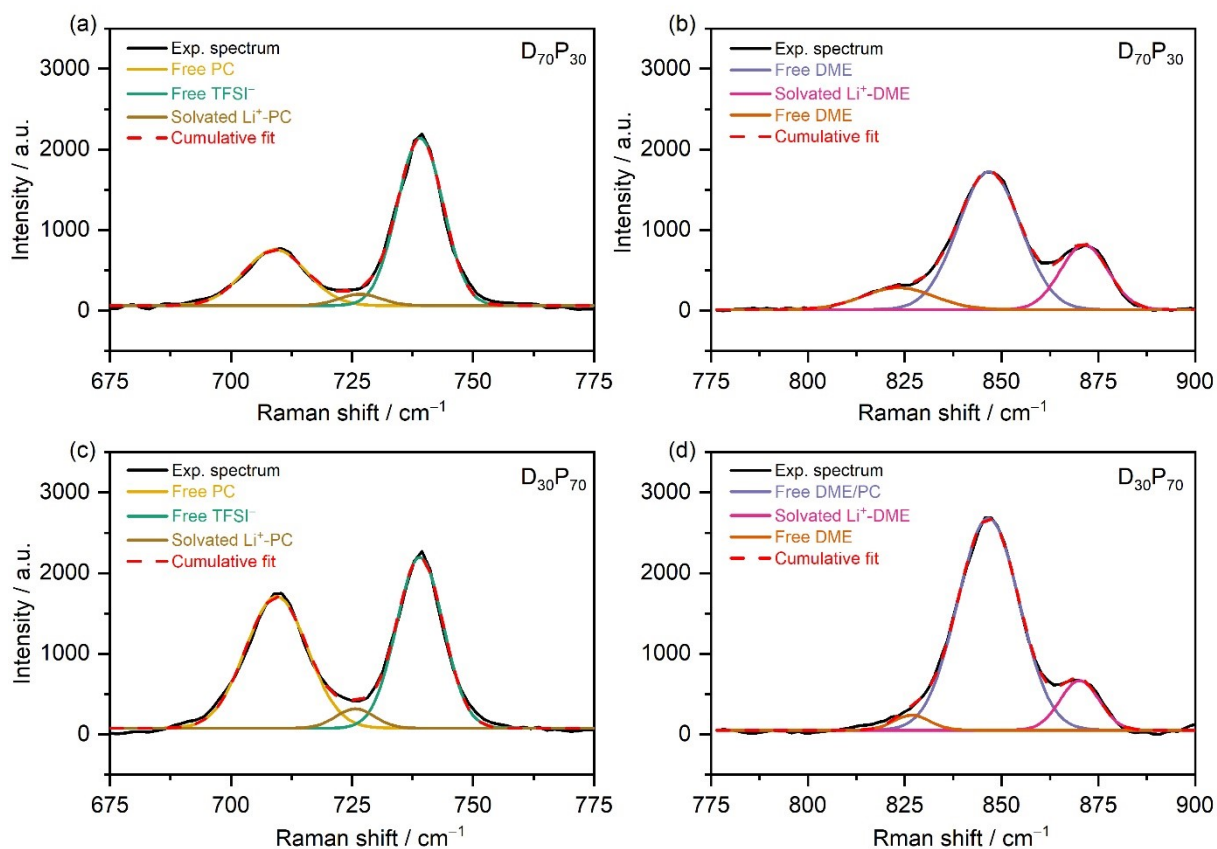 (a)
D₇₀P₃₀
Exp. spectrum
Free PC
Free TFSI⁻
Solvated Li⁺-PC
Cumulative fit
3000
2000
1000
0
Intensity / a.u.
675 700 725 750 775
Raman shift / cm⁻¹
(b)
D₇₀P₃₀
Exp. spectrum
Free DME
Solvated Li⁺-DME
Free DME
Cumulative fit
3000
2000
1000
0
Intensity / a.u.
775 800 825 850 875 900
Raman shift / cm⁻¹
(c)
D₃₀P₇₀
Exp. spectrum
Free PC
Free TFSI⁻
Solvated Li⁺-PC
Cumulative fit
3000
2000
1000
0
Intensity / a.u.
675 700 725 750 775
Raman shift / cm⁻¹
(d)
D₃₀P₇₀
Exp. spectrum
Free DME/PC
Solvated Li⁺-DME
Free DME
Cumulative fit
3000
2000
1000
0
Intensity / a.u.
775 800 825 850 875 900
Rman shift / cm⁻¹